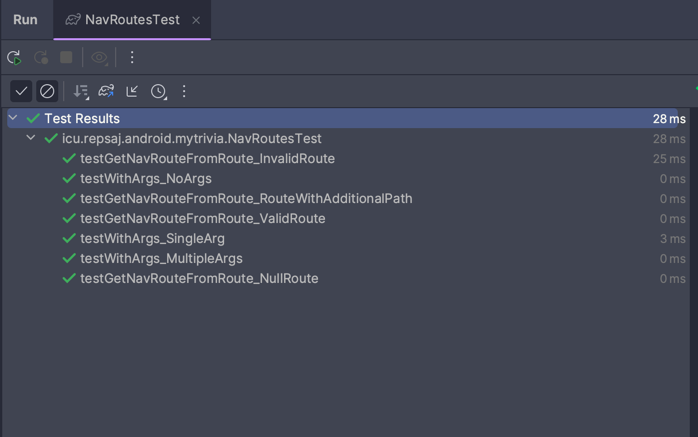 Run NavRoutesTest
Test Results 28 ms
icu.repsaj.android.mytrivia.NavRoutesTest 28 ms
testGetNavRouteFromRoute_InvalidRoute 25 ms
testWithArgs_NoArgs 0 ms
testGetNavRouteFromRoute_RouteWithAdditionalPath 0 ms
testGetNavRouteFromRoute_ValidRoute 0 ms
testWithArgs_SingleArg 3 ms
testWithArgs_MultipleArgs 0 ms
testGetNavRouteFromRoute_NullRoute 0 ms